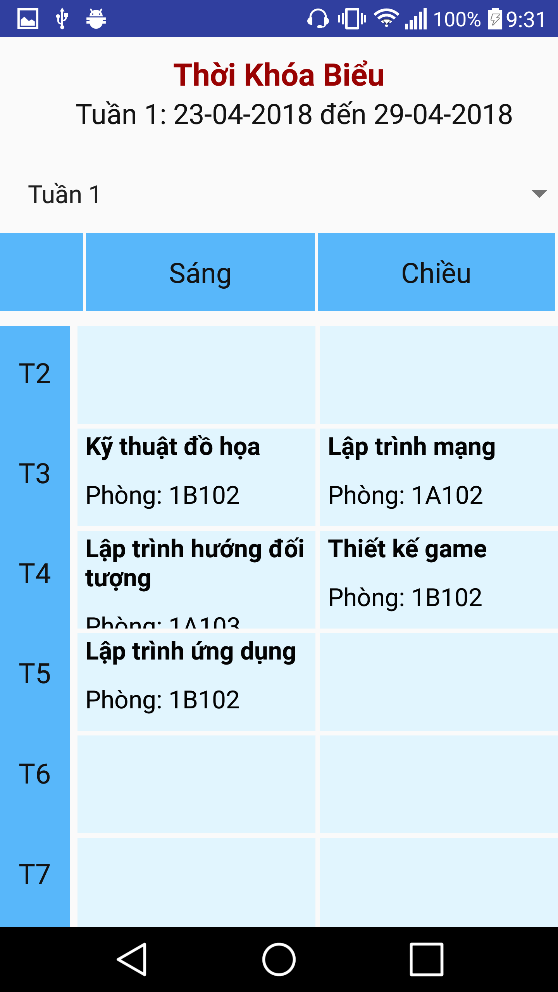 100% 9:31
Thời Khóa Biểu
Tuần 1: 23-04-2018 đến 29-04-2018
Tuần 1
Sáng Chiều
T2
T3
Kỹ thuật đồ họa
Phòng: 1B102
Lập trình mạng
Phòng: 1A102
T4
Lập trình hướng đối
tượng
Phòng: 1A103
Thiết kế game
Phòng: 1B102
T5
Lập trình ứng dụng
Phòng: 1B102
T6
T7